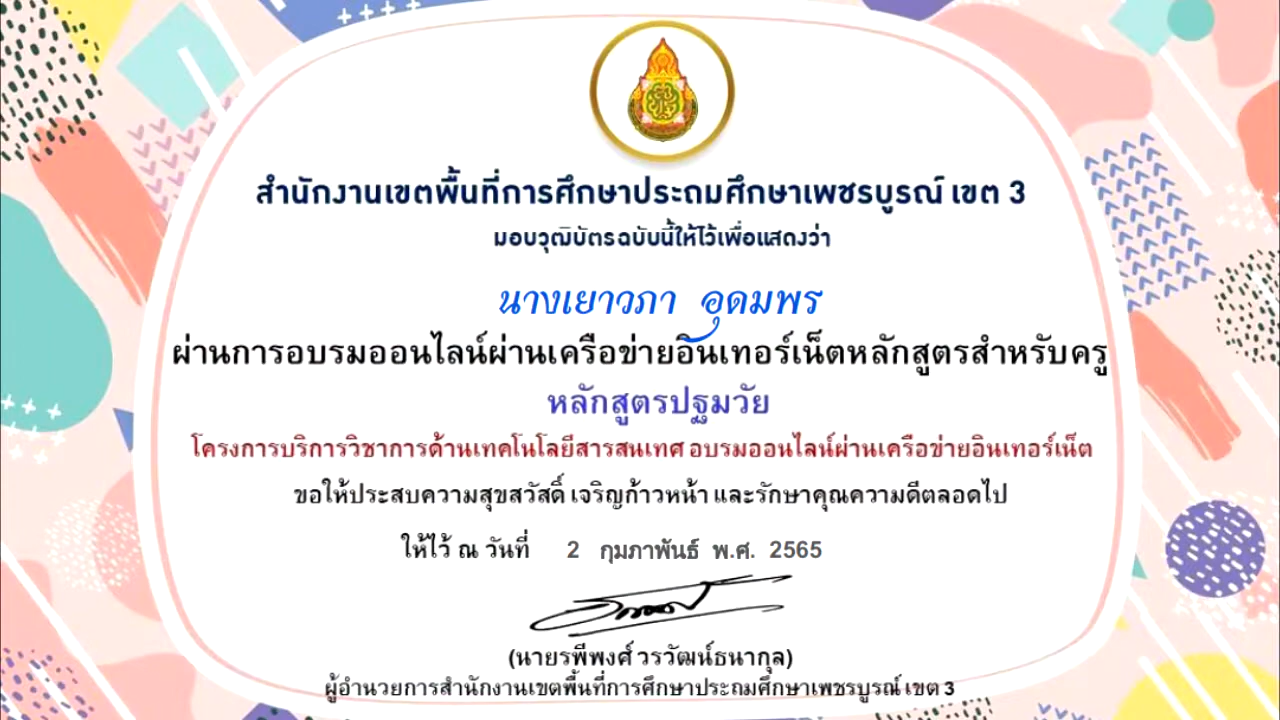 สำนักงานเขตพื้นที่การศึกษาประถมศึกษาเพชรบูรณ์ เขต 3
มอบวุฒิบัตรฉบับนี้ให้ไว้เพื่อแสดงว่า
นางเยาวภา อุดมพร
ผ่านการอบรมออนไลน์ผ่านเครือข่ายอินเทอร์เน็ตหลักสูตรสำหรับครู
หลักสูตรปฐมวัย
โครงการบริการวิชาการด้านเทคโนโลยีสารสนเทศ อบรมออนไลน์ผ่านเครือข่ายอินเทอร์เน็ต
ขอให้ประสบความสุขสวัสดิ์ เจริญก้าวหน้า และรักษาคุณความดีตลอดไป
ให้ไว้ ณ วันที่ 2 กุมภาพันธ์ พ.ศ. 2565
(นายรพีพงศ์ วรวัฒน์ธนากุล)
ผู้อำนวยการสำนักงานเขตพื้นที่การศึกษาประถมศึกษาเพชรบูรณ์ เขต 3